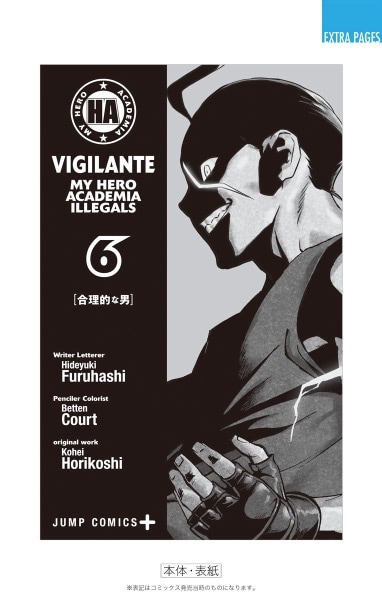 EXTRA PAGES
MY HERO ACADEMIA
HA
VIGILANTE
MY HERO
ACADEMIA
ILLEGALS
6
[合理的な男]
Writer Letterer
Hideyuki
Furuhashi
Penciler Colorist
Betten
Court
original work
Kohei
Horikoshi
JUMP COMICS+
本体・表紙
※表記はコミックス発売当時のものになります。